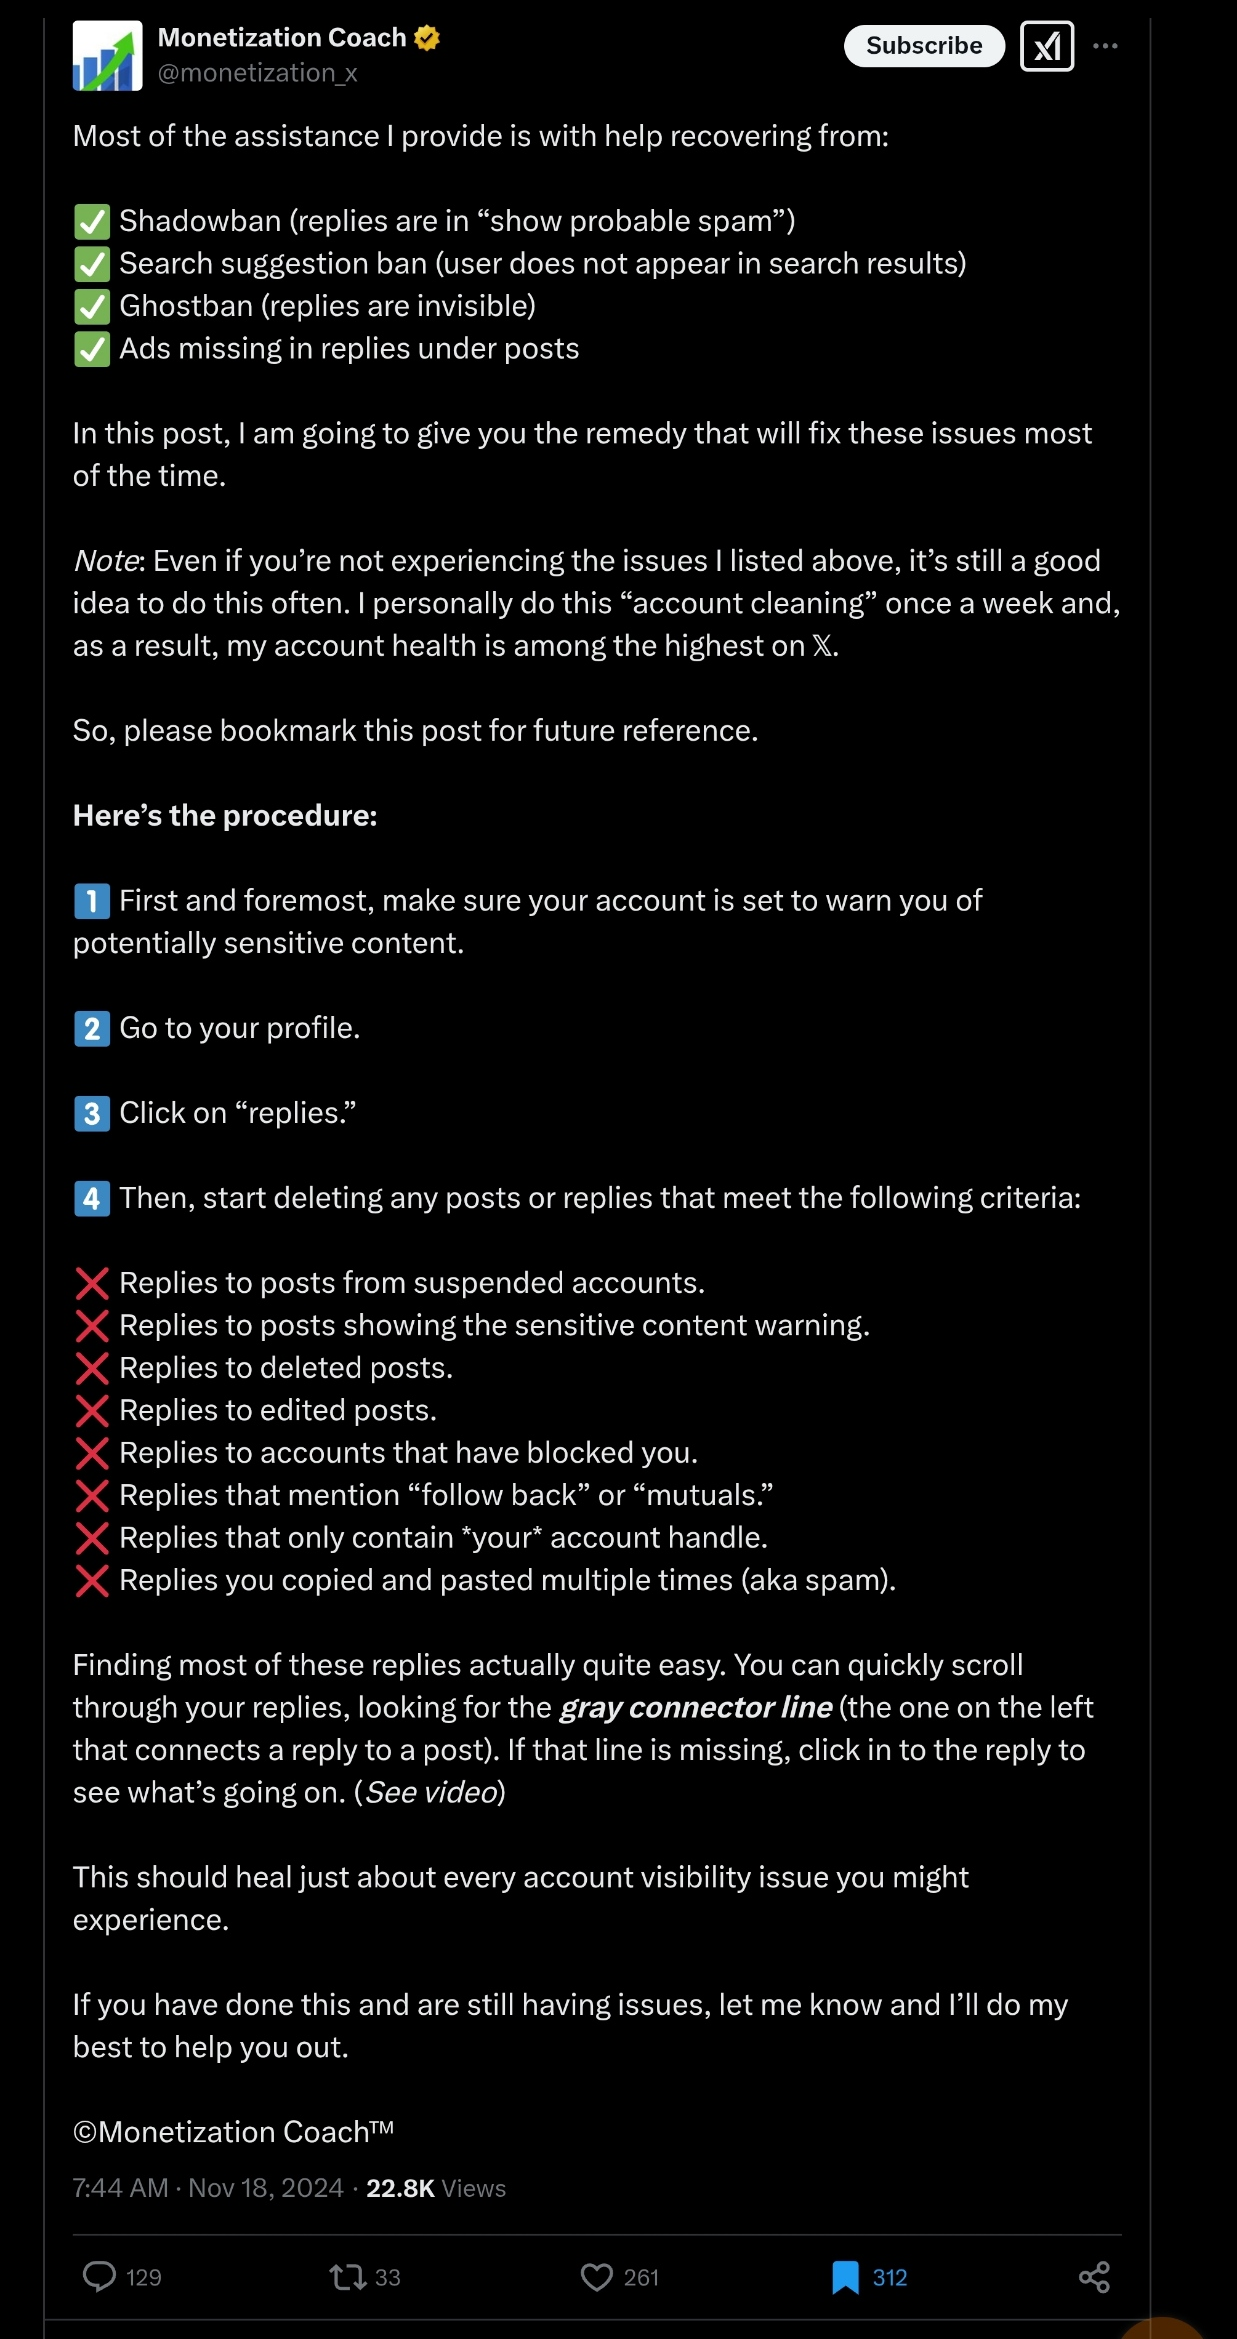 Monetization Coach
Subscribe
@monetization_x
Most of the assistance I provide is with help recovering from:
✅ Shadowban (replies are in “show probable spam”)
✅ Search suggestion ban (user does not appear in search results)
✅ Ghostban (replies are invisible)
✅ Ads missing in replies under posts
In this post, I am going to give you the remedy that will fix these issues most
of the time.
Note: Even if you’re not experiencing the issues I listed above, it’s still a good
idea to do this often. I personally do this “account cleaning” once a week and,
as a result, my account health is among the highest on 𝕏.
So, please bookmark this post for future reference.
Here’s the procedure:
1️⃣ First and foremost, make sure your account is set to warn you of
potentially sensitive content.
2️⃣ Go to your profile.
3️⃣ Click on “replies.”
4️⃣ Then, start deleting any posts or replies that meet the following criteria:
❌ Replies to posts from suspended accounts.
❌ Replies to posts showing the sensitive content warning.
❌ Replies to deleted posts.
❌ Replies to edited posts.
❌ Replies to accounts that have blocked you.
❌ Replies that mention “follow back” or “mutuals.”
❌ Replies that only contain *your* account handle.
❌ Replies you copied and pasted multiple times (aka spam).
Finding most of these replies actually quite easy. You can quickly scroll
through your replies, looking for the gray connector line (the one on the left
that connects a reply to a post). If that line is missing, click in to the reply to
see what’s going on. (See video)
This should heal just about every account visibility issue you might
experience.
If you have done this and are still having issues, let me know and I’ll do my
best to help you out.
©Monetization Coach™
7:44 AM · Nov 18, 2024 · 22.8K Views
129 33 261 312